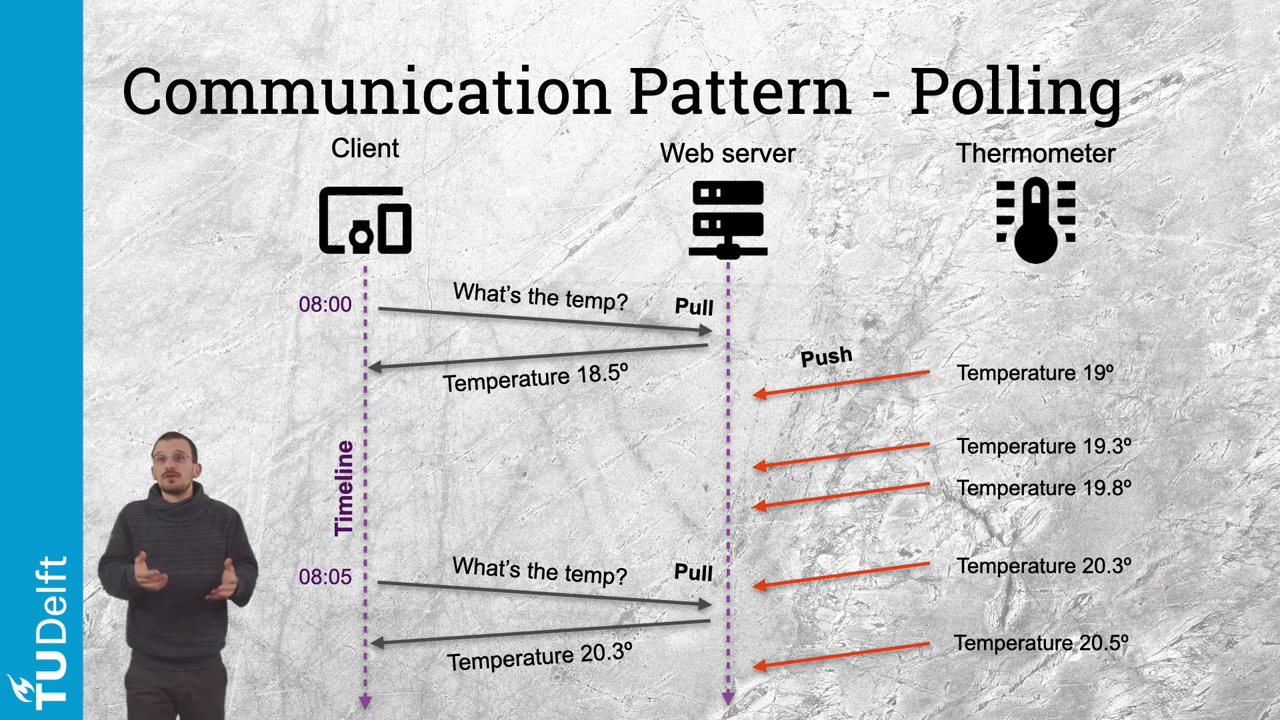 Communication Pattern - Polling
Client
Web server
Thermometer
08:00
What's the temp?
Pull
Temperature 18.5º
Push
Temperature 19º
Timeline
Temperature 19.3º
Temperature 19.8º
08:05
What's the temp?
Pull
Temperature 20.3º
Temperature 20.3º
Temperature 20.5º
TUDelft